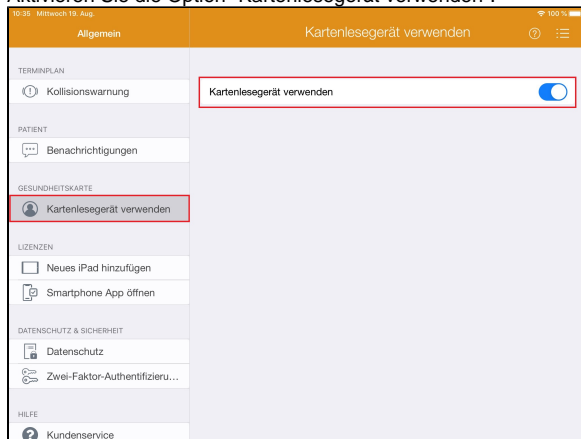 Aktivieren Sie die Option "Kartenlesegerät verwenden".
10:35 Mittwoch 19. Aug.
100 %
Allgemein
Kartenlesegerät verwenden
TERMINPLAN
Kollisionswarnung
Kartenlesegerät verwenden
PATIENT
Benachrichtigungen
GESUNDHEITSKARTE
Kartenlesegerät verwenden
LIZENZEN
Neues iPad hinzufügen
Smartphone App öffnen
DATENSCHUTZ & SICHERHEIT
Datenschutz
Zwei-Faktor-Authentifizieru...
HILFE
Kundenservice